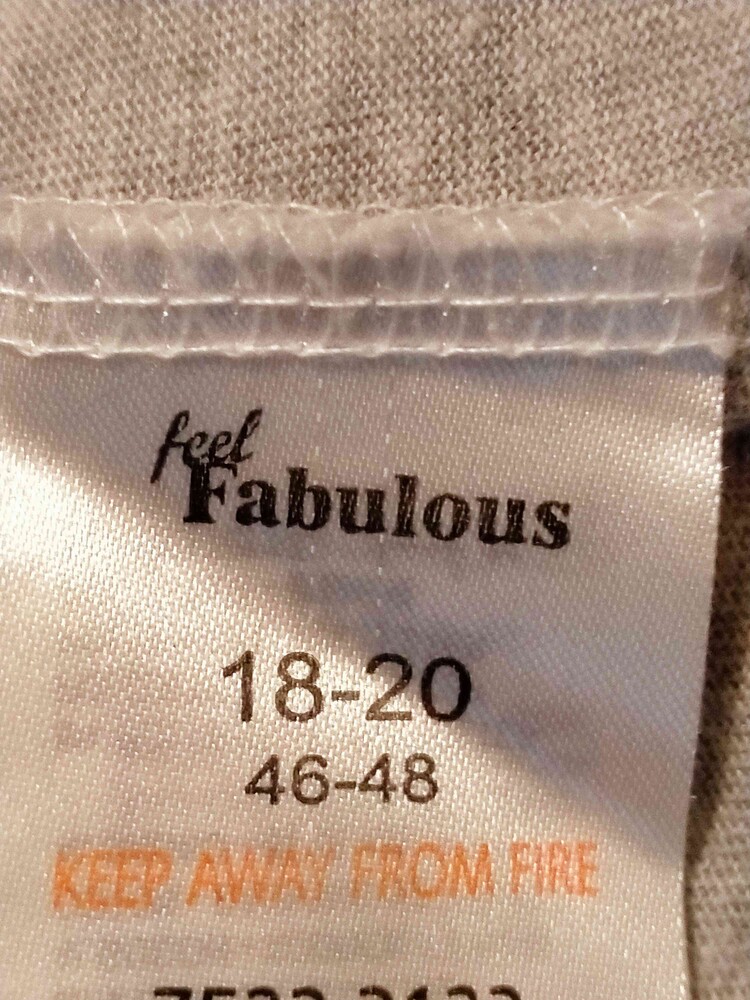 feel
Fabulous
18-20
46-48
KEEP AWAY FROM FIRE